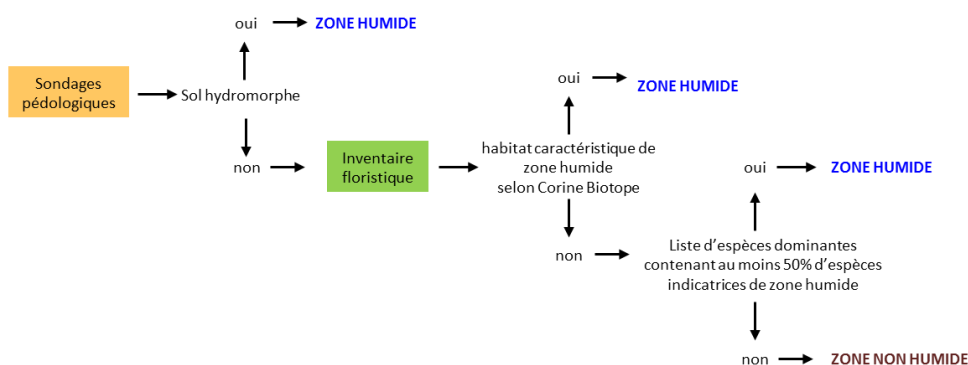 oui
ZONE HUMIDE
Sondages
pédologiques
Sol hydromorphe
non
Inventaire
floristique
oui
ZONE HUMIDE
habitat caractéristique de
zone humide
selon Corine Biotope
non
oui
ZONE HUMIDE
Liste d’espèces dominantes
contenant au moins 50% d’espèces
indicatrices de zone humide
non
ZONE NON HUMIDE